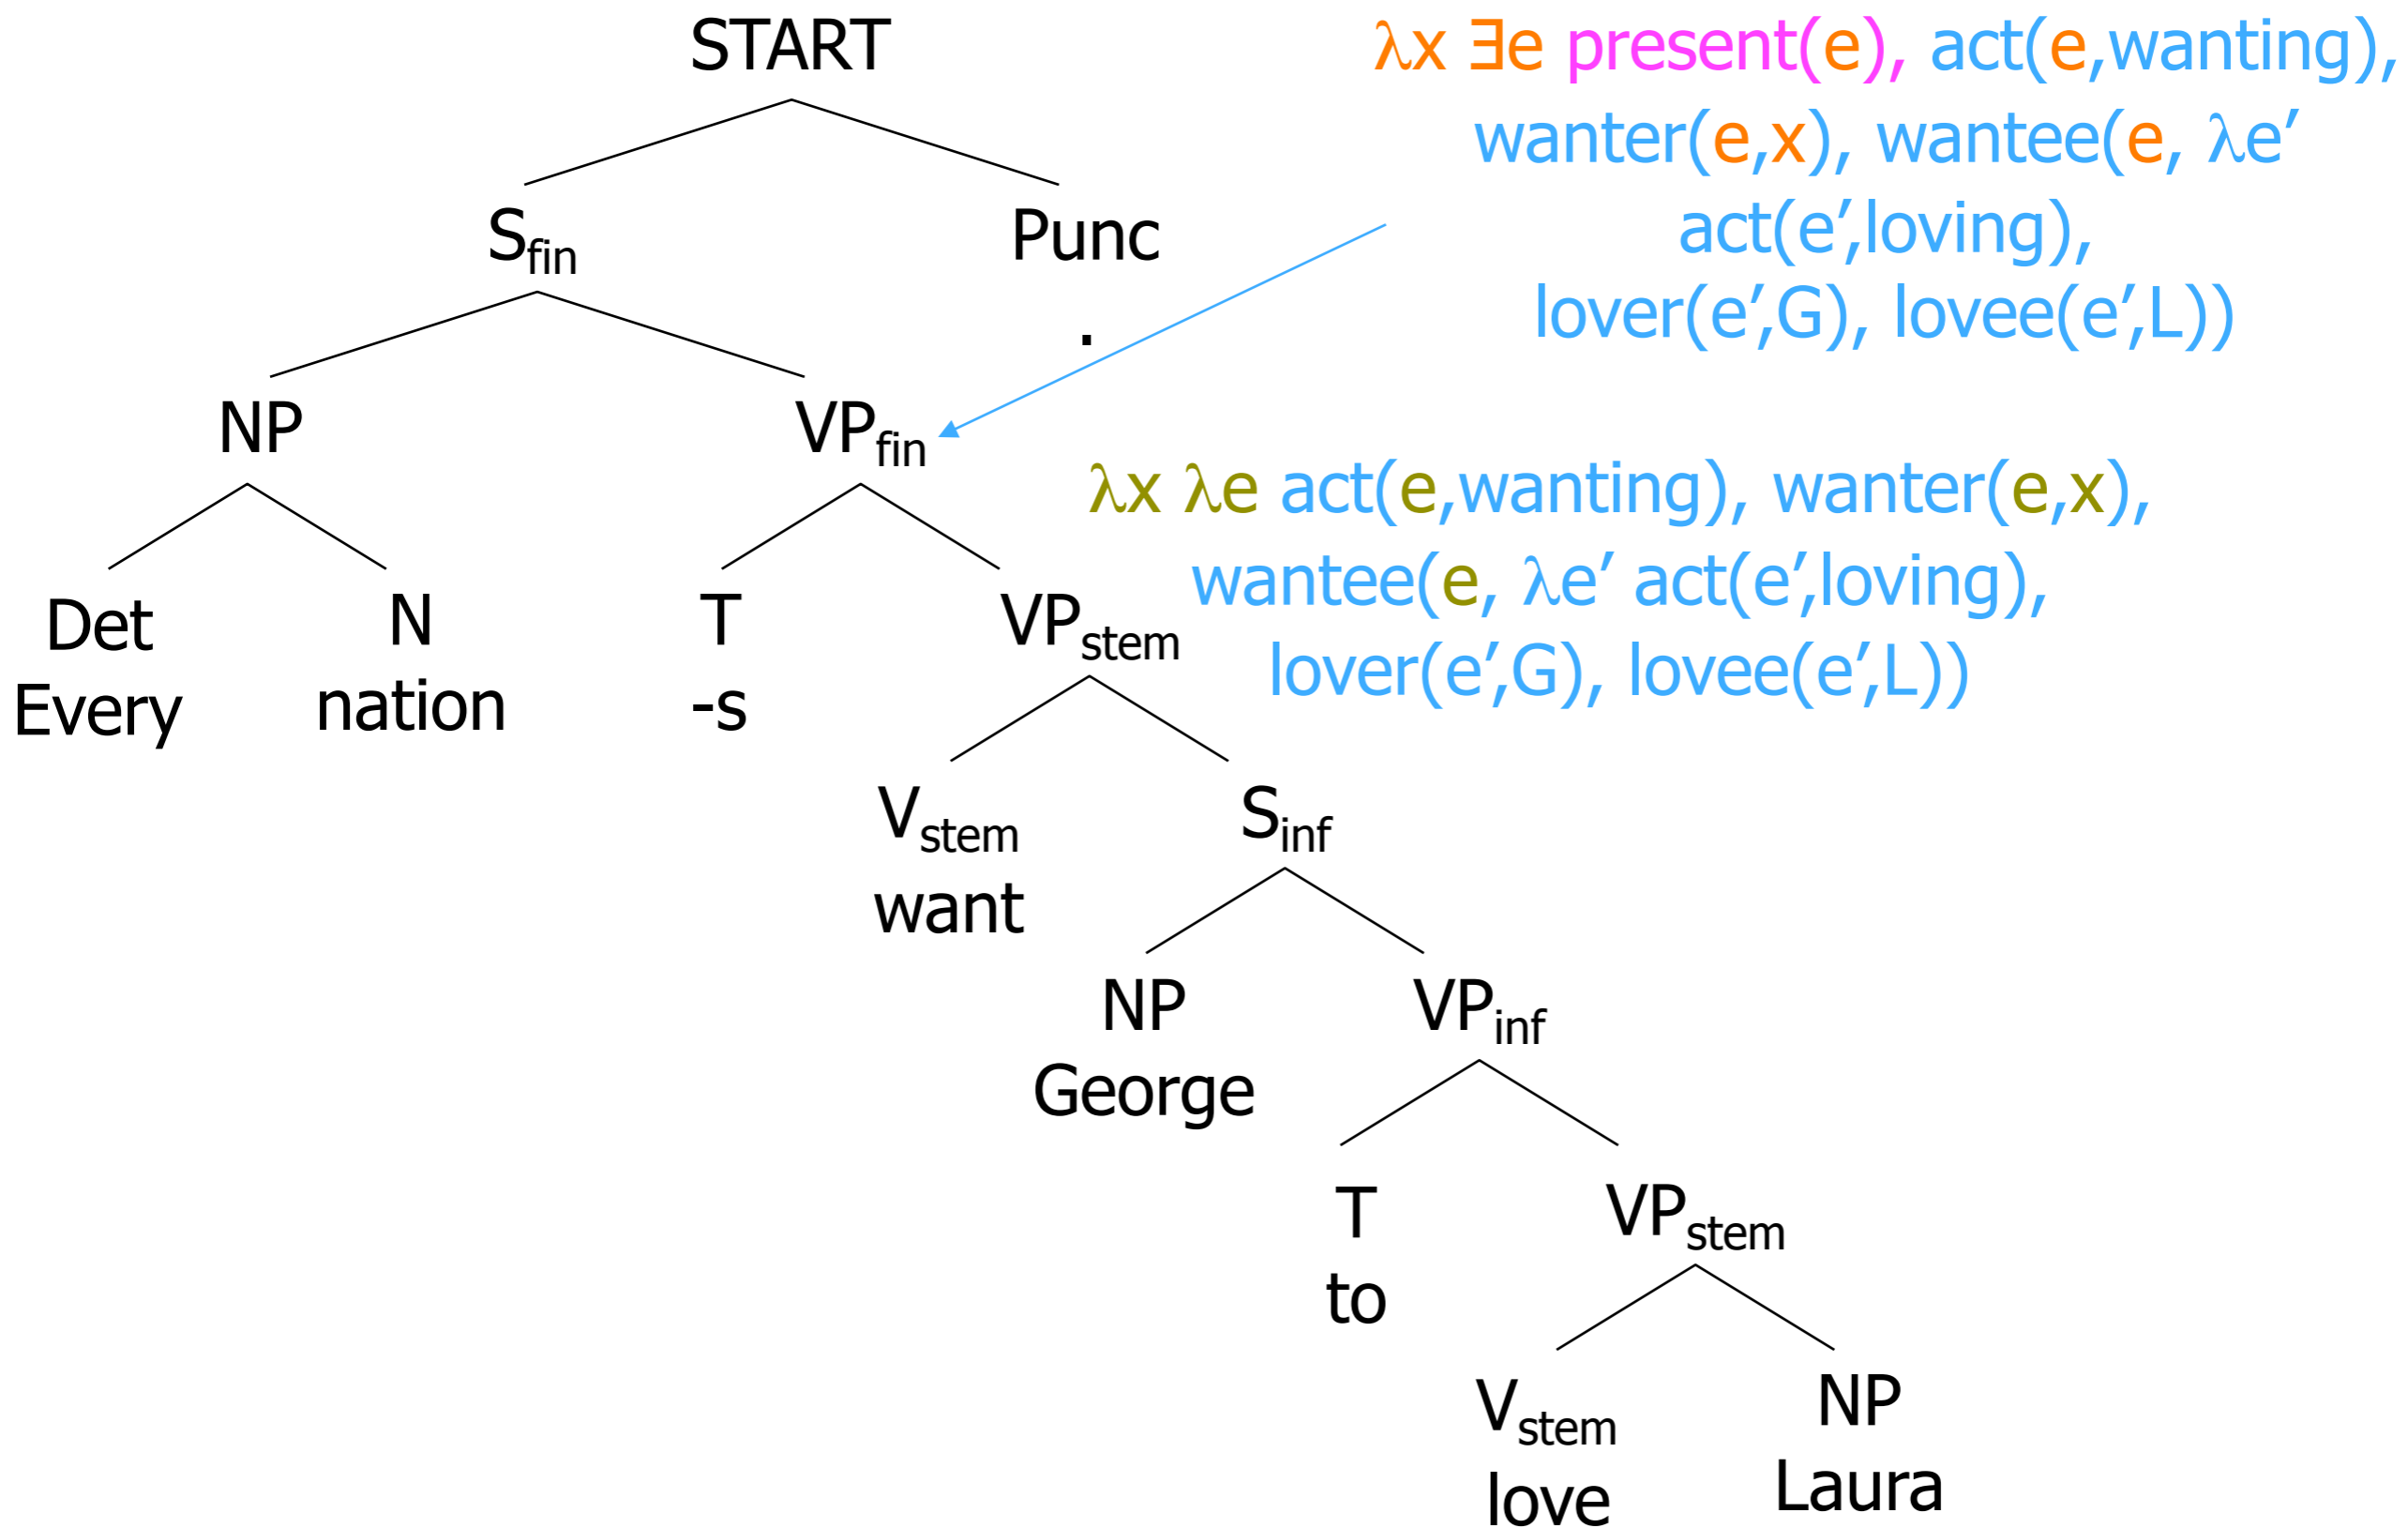 START
λx ∃e present(e), act(e,wanting),
wanter(e,x), wantee(e, λe′
act(e′,loving),
lover(e′,G), lovee(e′,L))
Sfin
Punc
.
NP
VPfin
λx λe act(e,wanting), wanter(e,x),
wantee(e, λe′ act(e′,loving),
lover(e′,G), lovee(e′,L))
Det
Every
N
nation
T
-s
VPstem
Vstem
want
Sinf
NP
George
VPinf
T
to
VPstem
Vstem
love
NP
Laura